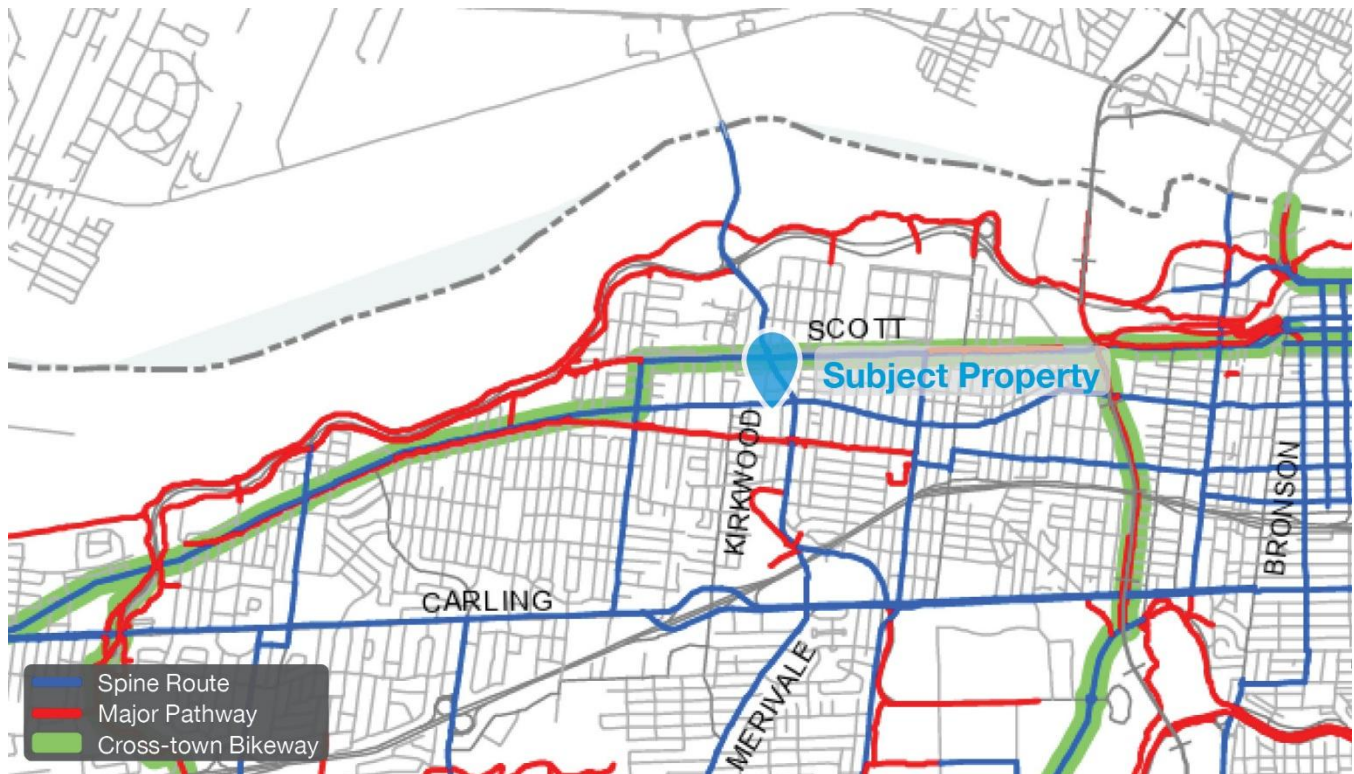 SCOTT
Subject Property
KIRKWOOD
BRONSON
CARLING
MERIVALE
Spine Route
Major Pathway
Cross-town Bikeway